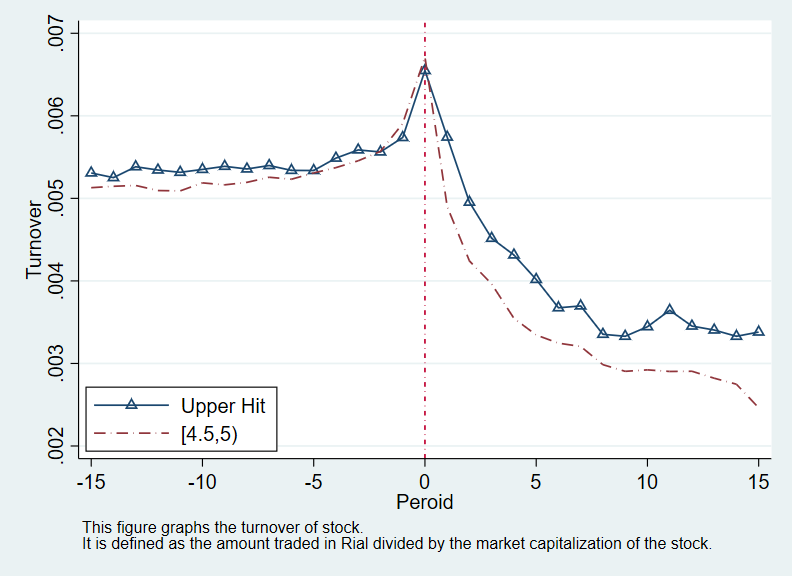 .007
.006
.005
.004
.003
.002
Turnover
Upper Hit
[4.5,5)
-15 -10 -5 0 5 10 15
Peroid
This figure graphs the turnover of stock.
It is defined as the amount traded in Rial divided by the market capitalization of the stock.